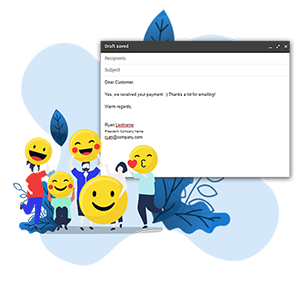 Draft saved
Recipients
Subject
Dear Customer,
Yes, we received your payment :) Thanks a lot for emailing!
Warm regards,
Ryan Lastname
President, Company Name
ryan@company.com